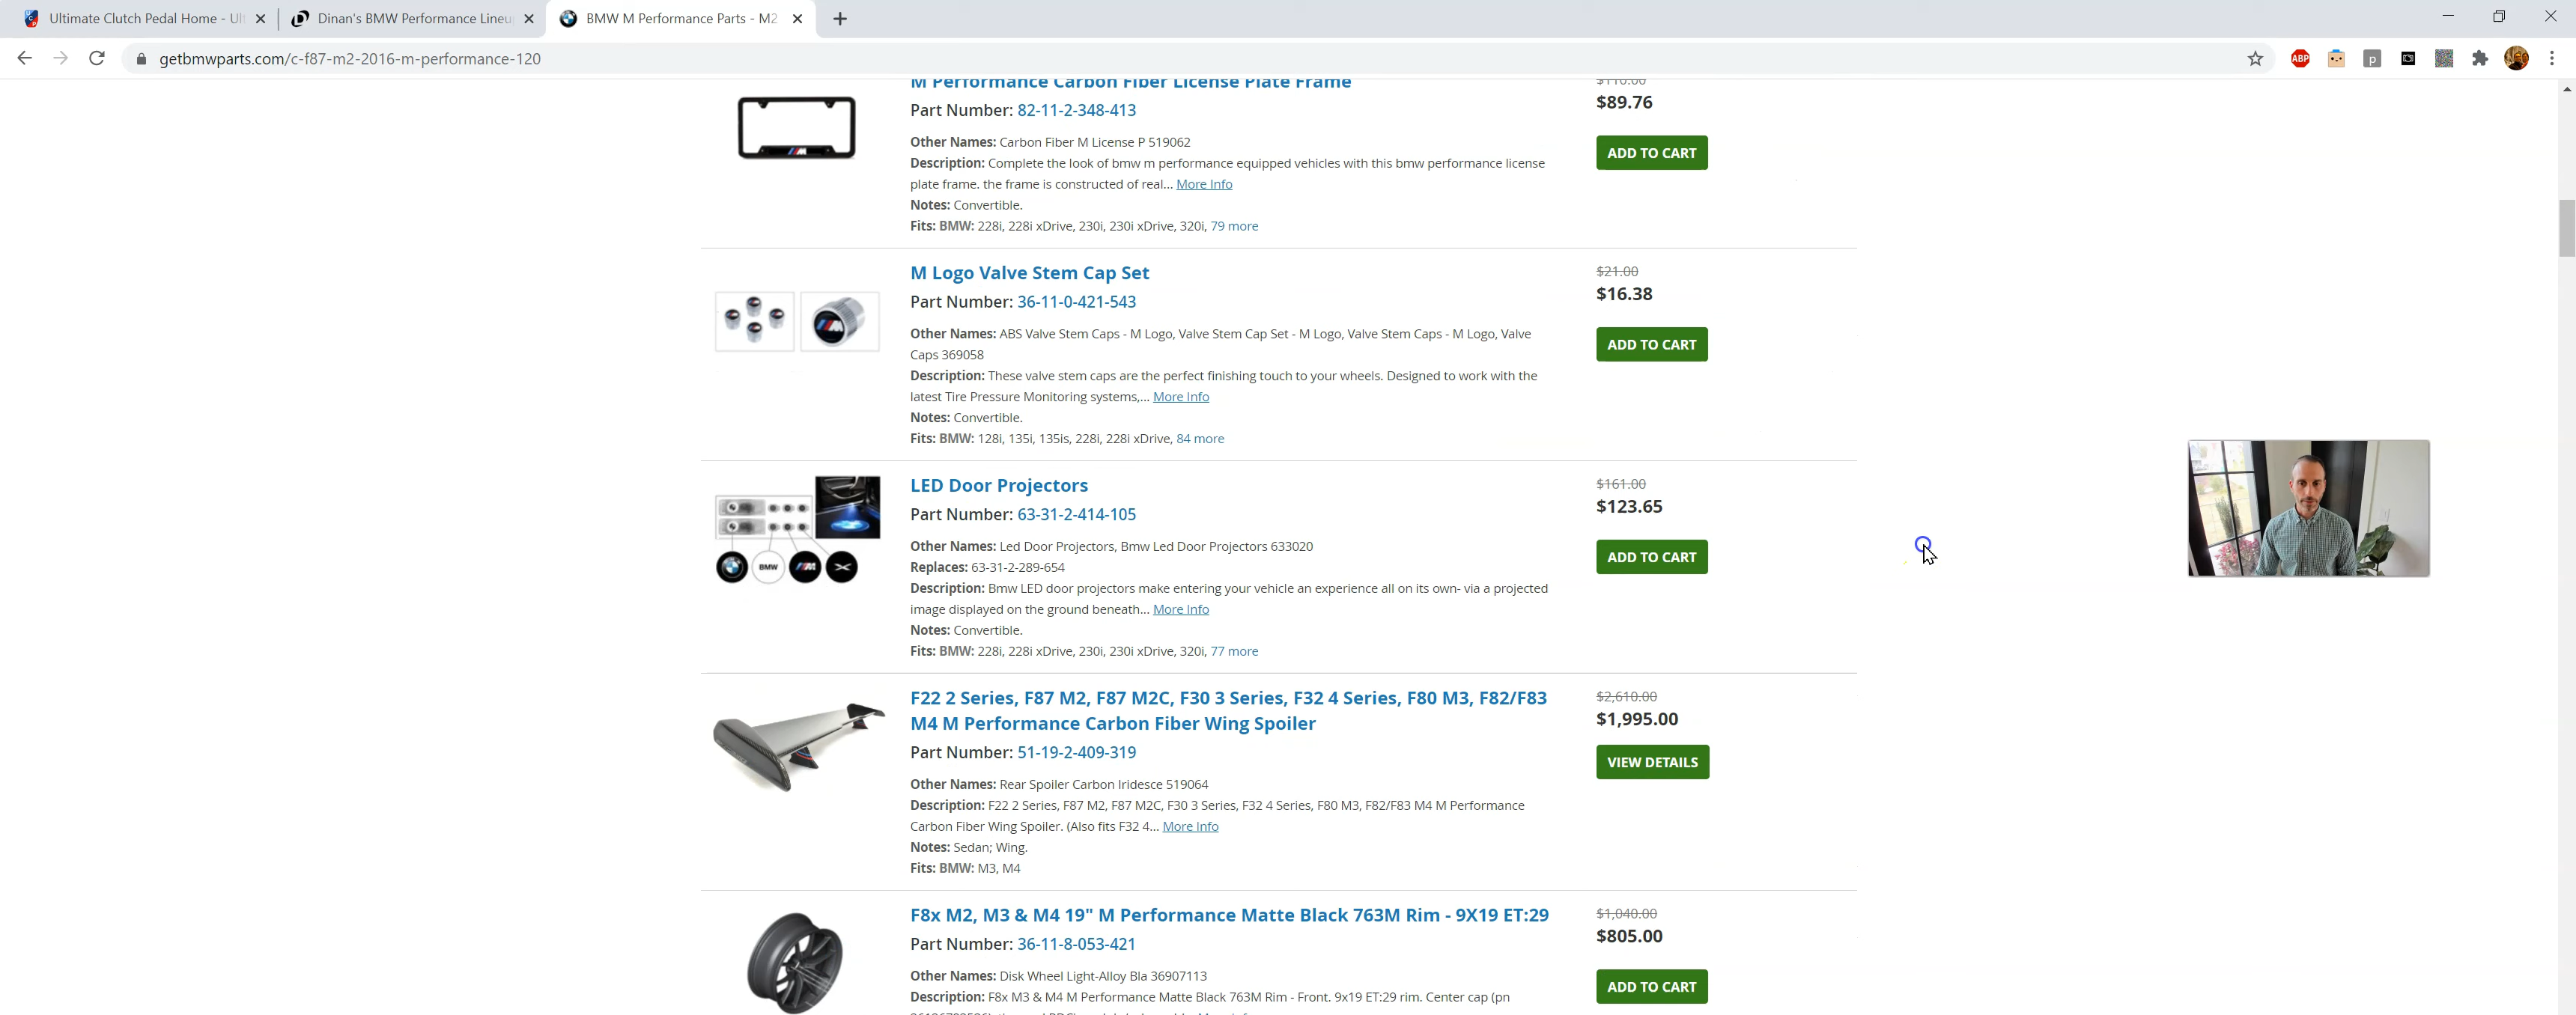 Ultimate Clutch Pedal Home - Ul
Dinan's BMW Performance Lineu
BMW M Performance Parts - M2
getbmwparts.com/c-f87-m2-2016-m-performance-120
ABP
M Performance Carbon Fiber License Plate Frame
$110.00
$89.76
Part Number: 82-11-2-348-413
Other Names: Carbon Fiber M License P 519062
ADD TO CART
Description: Complete the look of bmw m performance equipped vehicles with this bmw performance license
plate frame. the frame is constructed of real... More Info
Notes: Convertible.
Fits: BMW: 228i, 228i xDrive, 230i, 230i xDrive, 320i, 79 more
M Logo Valve Stem Cap Set
$21.00
$16.38
Part Number: 36-11-0-421-543
Other Names: ABS Valve Stem Caps - M Logo, Valve Stem Cap Set - M Logo, Valve Stem Caps - M Logo, Valve
Caps 369058
ADD TO CART
Description: These valve stem caps are the perfect finishing touch to your wheels. Designed to work with the
latest Tire Pressure Monitoring systems,... More Info
Notes: Convertible.
Fits: BMW: 128i, 135i, 135is, 228i, 228i xDrive, 84 more
LED Door Projectors
$161.00
$123.65
Part Number: 63-31-2-414-105
Other Names: Led Door Projectors, Bmw Led Door Projectors 633020
ADD TO CART
Replaces: 63-31-2-289-654
BMW
Description: Bmw LED door projectors make entering your vehicle an experience all on its own- via a projected
image displayed on the ground beneath... More Info
Notes: Convertible.
Fits: BMW: 228i, 228i xDrive, 230i, 230i xDrive, 320i, 77 more
F22 2 Series, F87 M2, F87 M2C, F30 3 Series, F32 4 Series, F80 M3, F82/F83
M4 M Performance Carbon Fiber Wing Spoiler
$2,610.00
$1,995.00
Part Number: 51-19-2-409-319
VIEW DETAILS
Other Names: Rear Spoiler Carbon Iridesce 519064
Description: F22 2 Series, F87 M2, F87 M2C, F30 3 Series, F32 4 Series, F80 M3, F82/F83 M4 M Performance
Carbon Fiber Wing Spoiler. (Also fits F32 4... More Info
Notes: Sedan; Wing.
Fits: BMW: M3, M4
F8x M2, M3 & M4 19" M Performance Matte Black 763M Rim - 9X19 ET:29
$1,040.00
$805.00
Part Number: 36-11-8-053-421
Other Names: Disk Wheel Light-Alloy Bla 36907113
ADD TO CART
Description: F8x M3 & M4 M Performance Matte Black 763M Rim - Front. 9x19 ET:29 rim. Center cap (pn